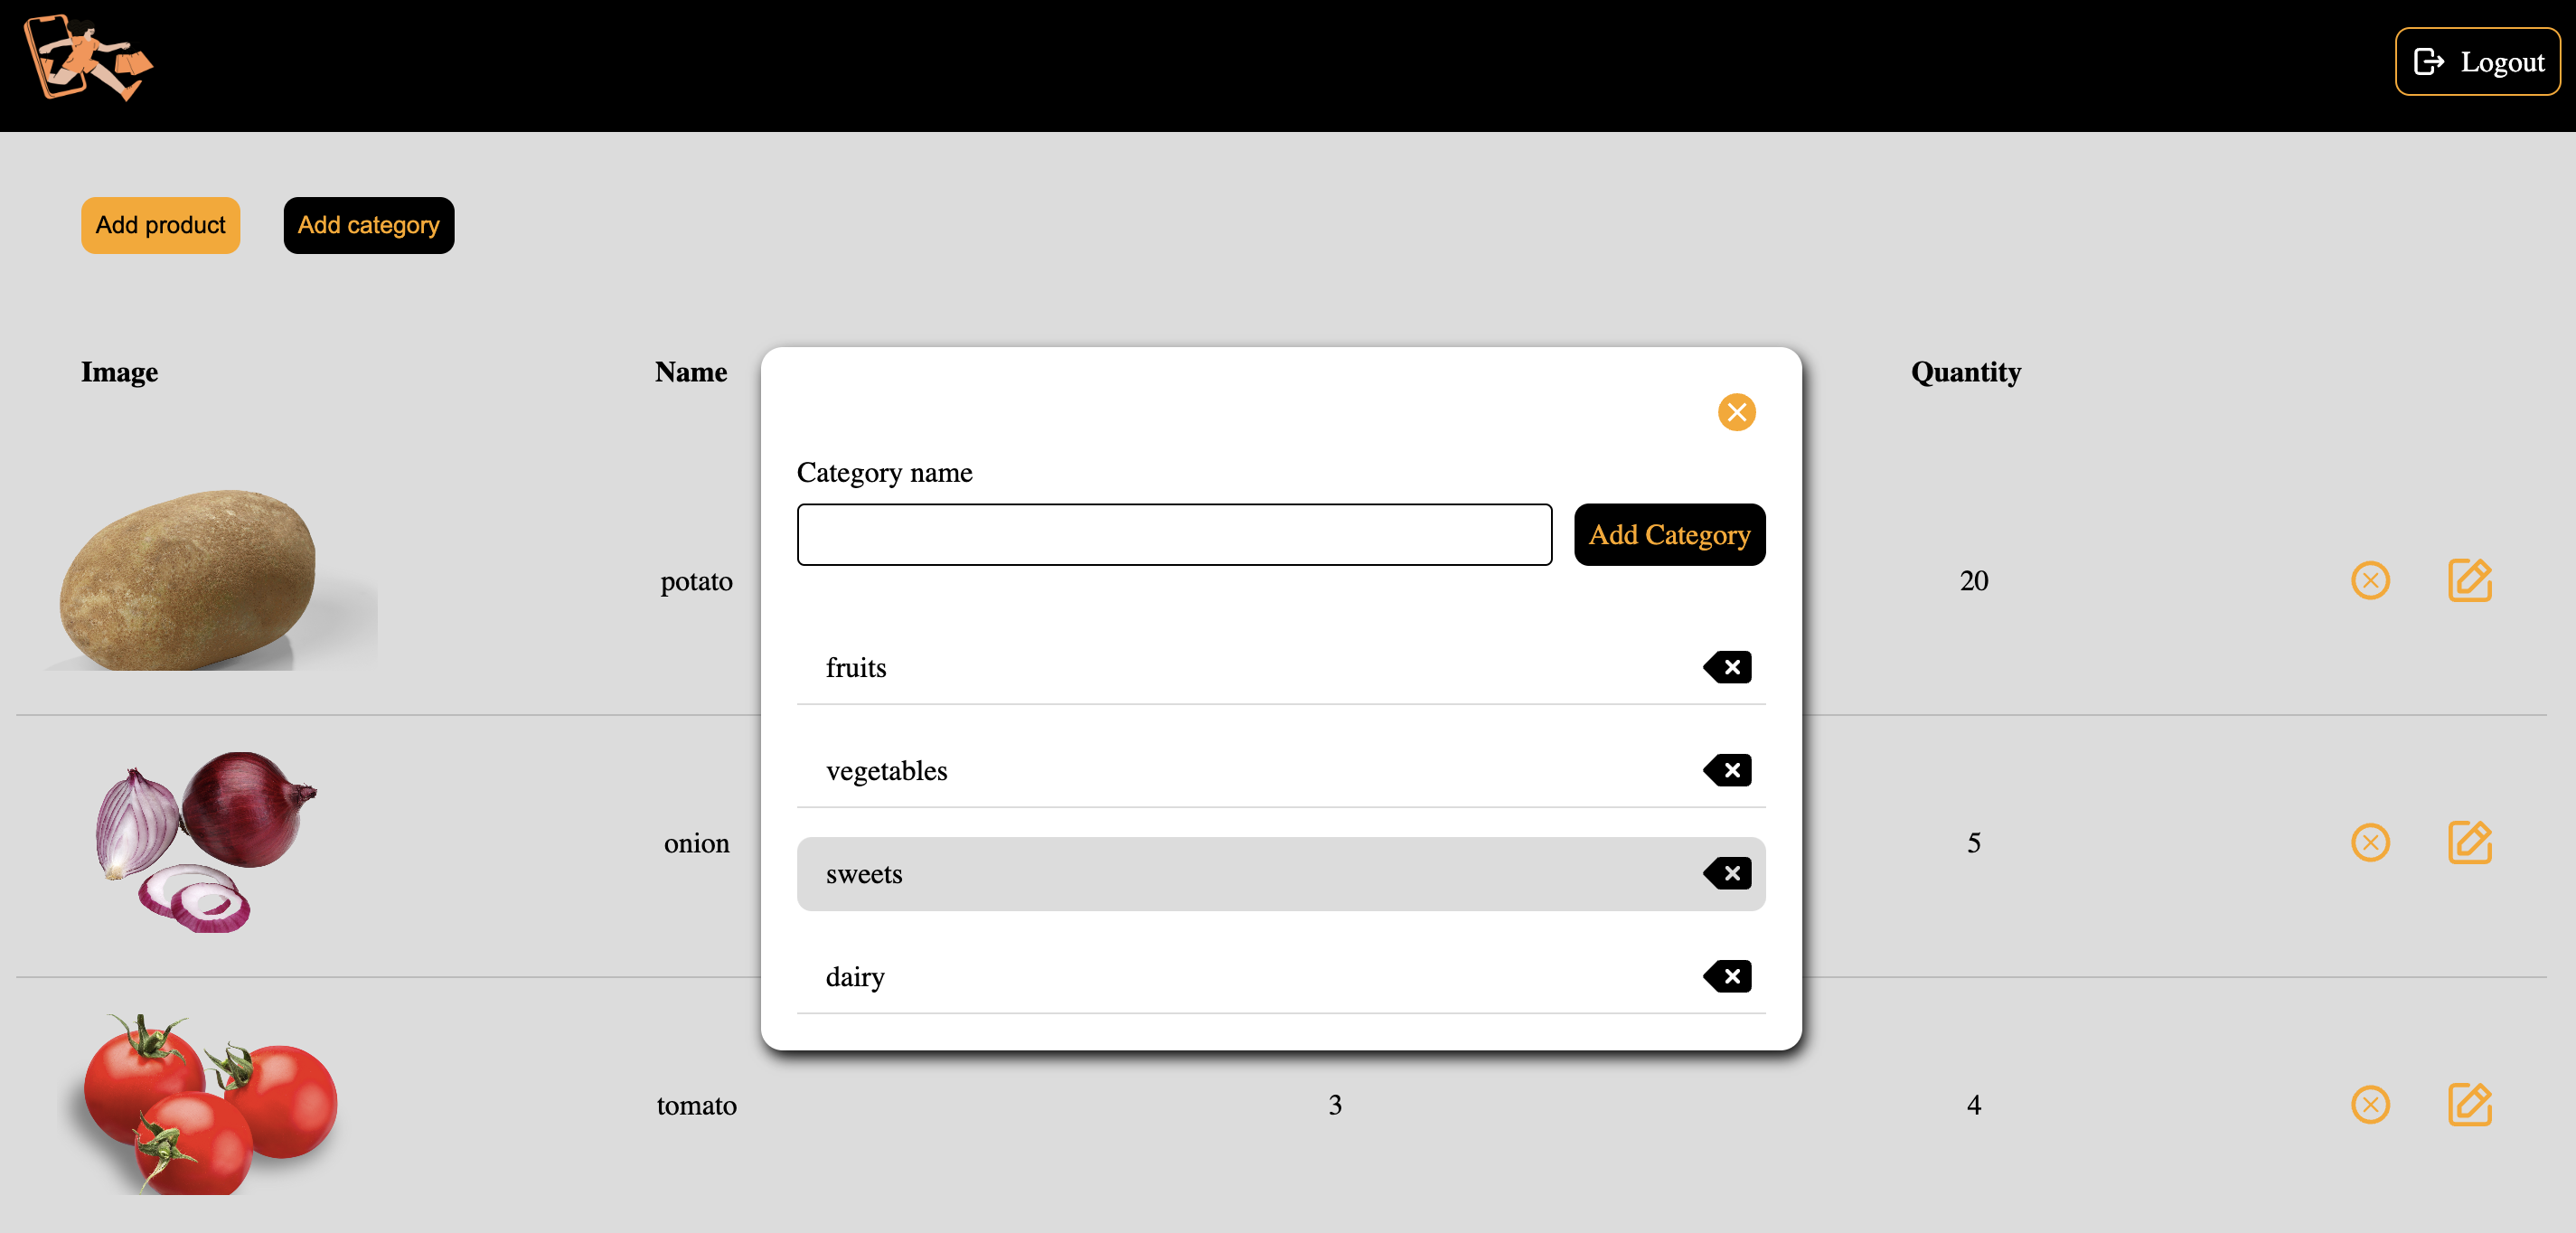 Logout
Add product Add category
Image Name Quantity
Category name
Add Category
potato 20
fruits
vegetables
onion 5
sweets
dairy
tomato 3 4